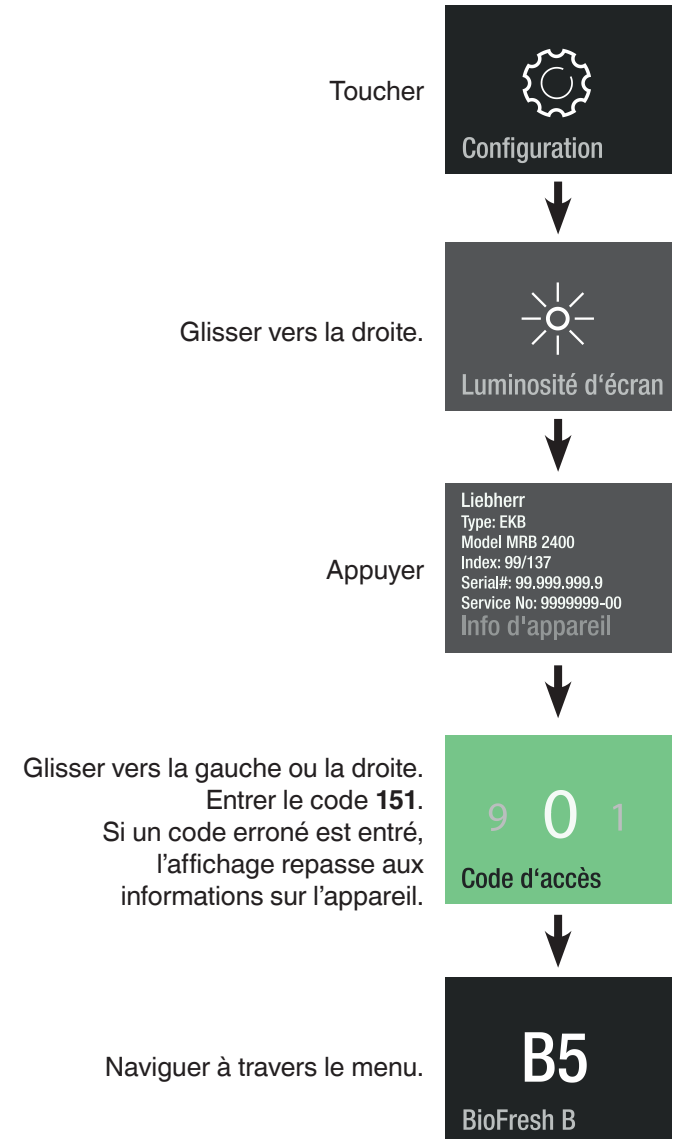 Toucher
Configuration
Glisser vers la droite.
Luminosité d‘écran
Appuyer
Liebherr
Type: EKB
Model MRB 2400
Index: 99/137
Serial#: 99.999.999.9
Service No: 9999999-00
Info d'appareil
Glisser vers la gauche ou la droite.
Entrer le code 151.
Si un code erroné est entré,
l’affichage repasse aux
informations sur l’appareil.
9 0 1
Code d‘accès
Naviguer à travers le menu.
B5
BioFresh B